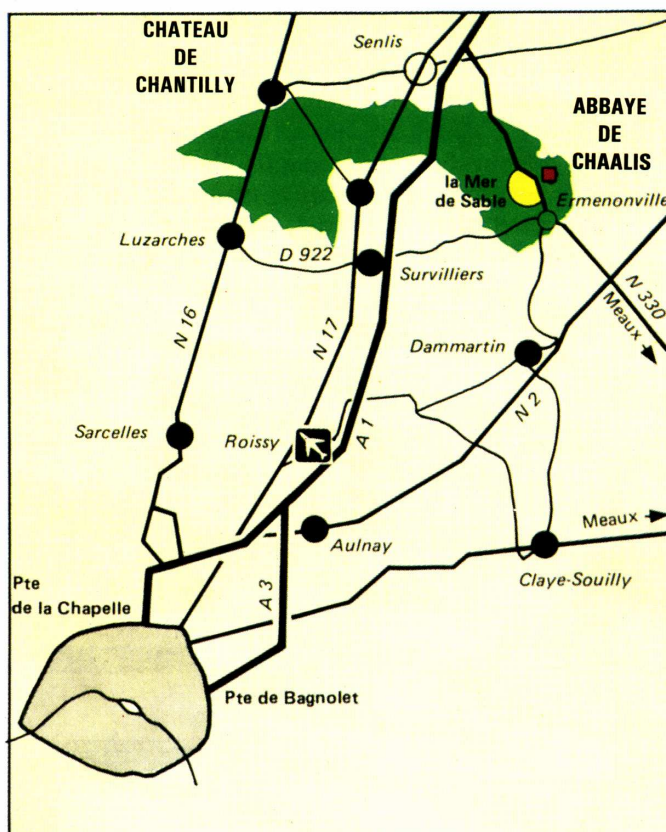 CHATEAU
DE
CHANTILLY
Senlis
ABBAYE
DE
CHAALIS
la Mer
de Sable
Ermenonville
Luzarches
D 922
Survilliers
N 330
Meaux
N 16
N 17
Dammartin
N 2
Sarcelles
Roissy
A 1
Meaux
Aulnay
Claye-Souilly
Pte
de la Chapelle
A 3
Pte de Bagnolet